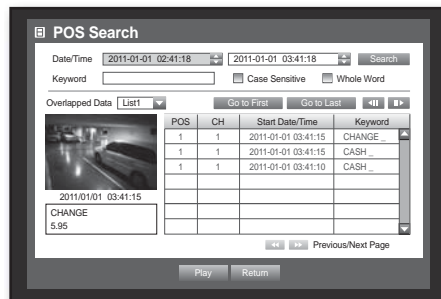 POS Search
Date/Time 2011-01-01 02:41:18 2011-01-01 03:41:18 Search
Keyword Case Sensitive Whole Word
Overlapped Data List1 Go to First Go to Last
POS CH Start Date/Time Keyword
1 1 2011-01-01 03:41:15 CHANGE _
1 1 2011-01-01 03:41:15 CASH _
1 1 2011-01-01 03:41:10 CASH _
2011/01/01 03:41:15
CHANGE
5.95
Previous/Next Page
Play Return